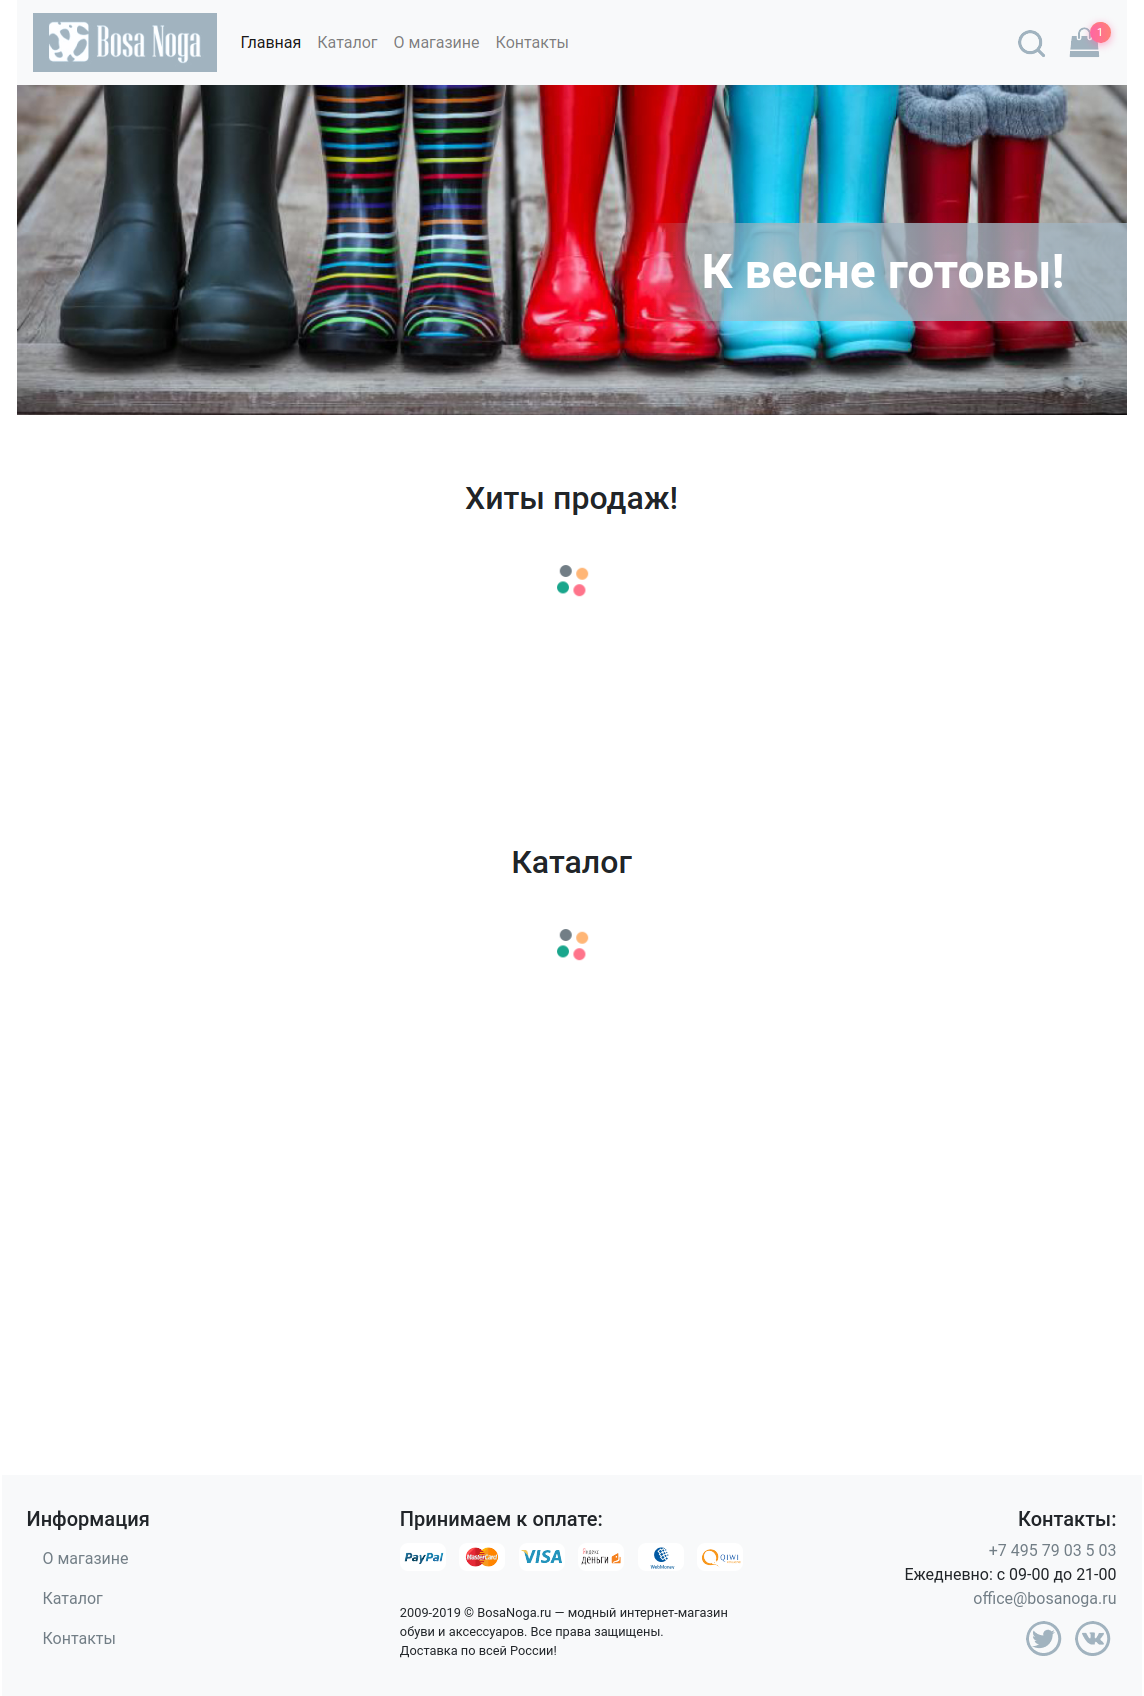 Bosa Noga
Главная Каталог О магазине Контакты
1
К весне готовы!
Хиты продаж!
Каталог
Информация
О магазине
Каталог
Контакты
Принимаем к оплате:
PayPal MasterCard VISA Яндекс деньги WebMoney QIWI
2009-2019 © BosaNoga.ru — модный интернет-магазин
обуви и аксессуаров. Все права защищены.
Доставка по всей России!
Контакты:
+7 495 79 03 5 03
Ежедневно: с 09-00 до 21-00
office@bosanoga.ru